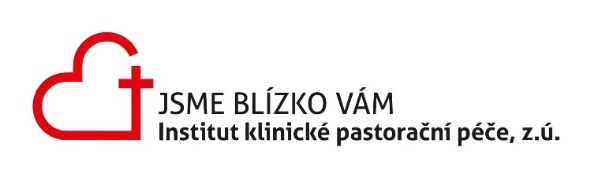 JSME BLÍZKO VÁM
Institut klinické pastorační péče, z.ú.